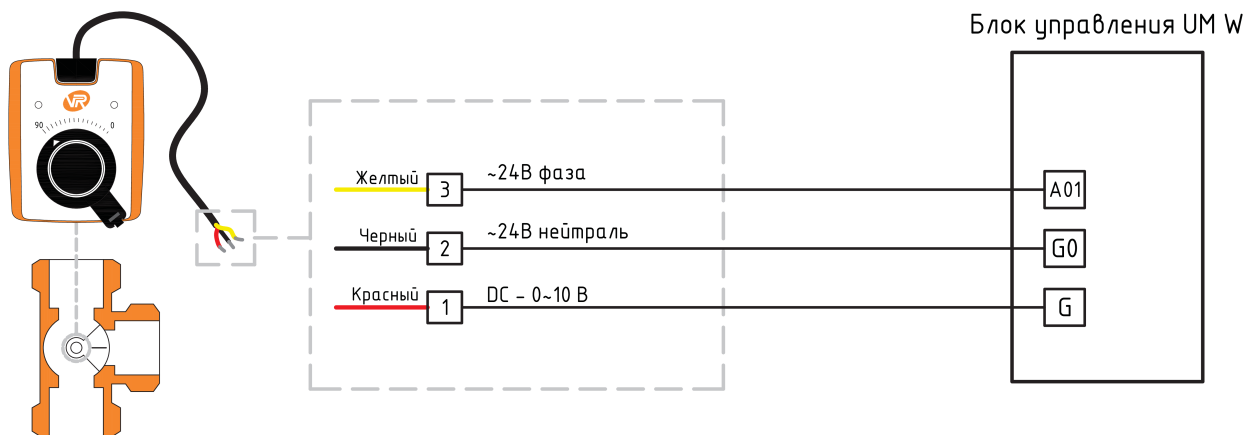 Блок управления UM W
VR
90 0
Желтый 3 ~24В фаза A01
Черный 2 ~24В нейтраль G0
Красный 1 DC - 0~10 В G